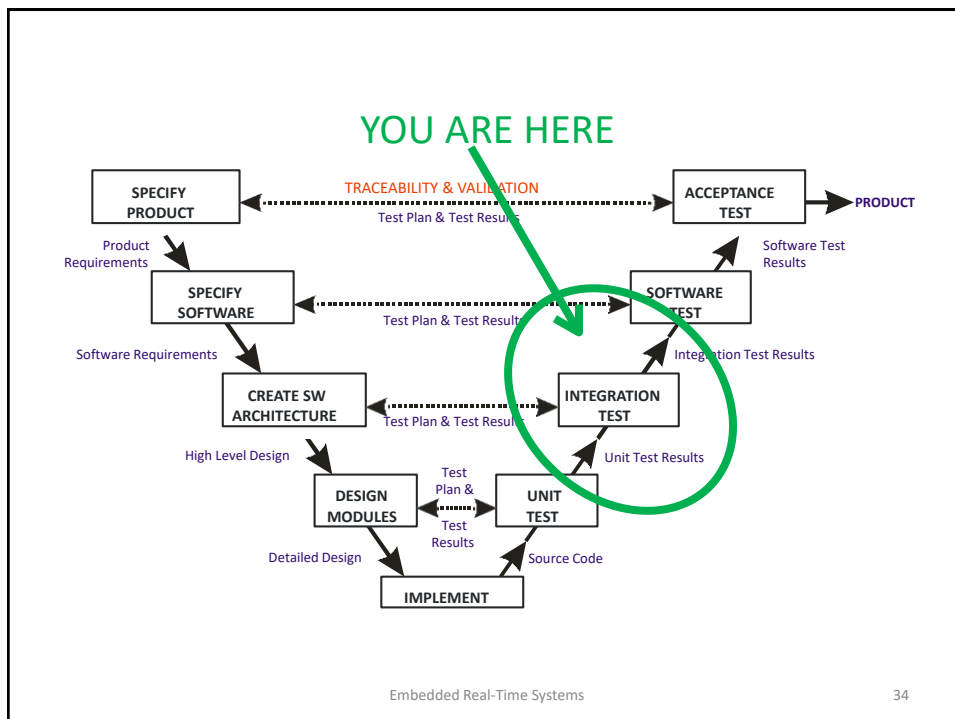 YOU ARE HERE
SPECIFY
PRODUCT
TRACEABILITY & VALIDATION
Test Plan & Test Results
ACCEPTANCE
TEST
PRODUCT
Product
Requirements
Software Test
Results
SPECIFY
SOFTWARE
Test Plan & Test Results
SOFTWARE
TEST
Software Requirements
Integration Test Results
CREATE SW
ARCHITECTURE
Test Plan & Test Results
INTEGRATION
TEST
High Level Design
Unit Test Results
DESIGN
MODULES
Test
Plan &
Test
Results
UNIT
TEST
Detailed Design
Source Code
IMPLEMENT
Embedded Real-Time Systems
34